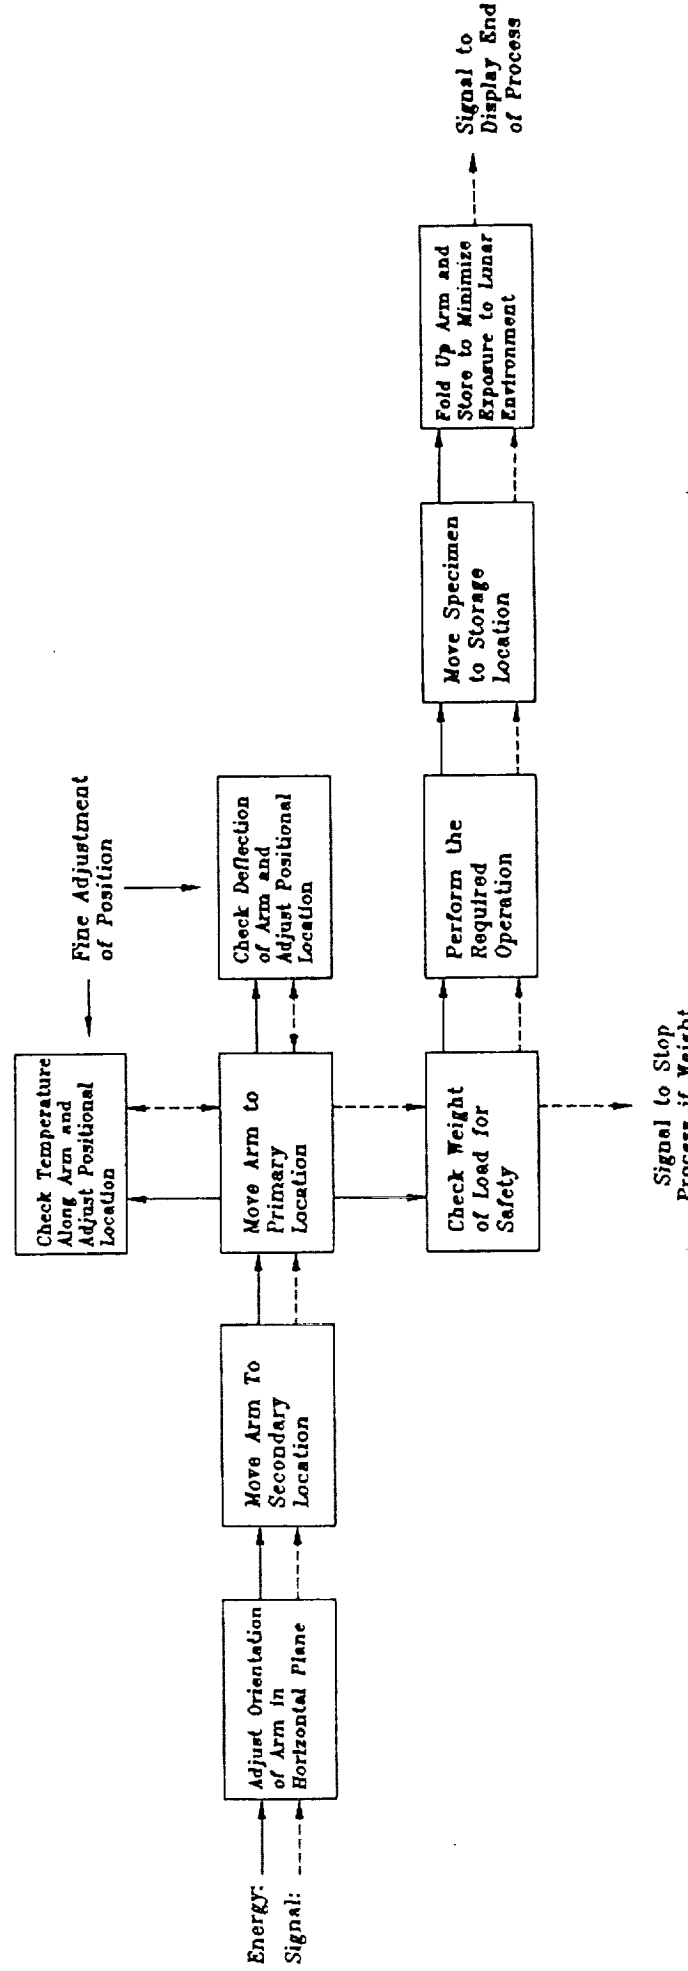 Energy:
Signal:
Adjust Orientation
of Arm in
Horizontal Plane
Move Arm To
Secondary
Location
Move Arm to
Primary
Location
Check Temperature
Along Arm and
Adjust Positional
Location
Fine Adjustment
of Position
Check Deflection
of Arm and
Adjust Positional
Location
Check Weight
of Load for
Safety
Signal to Stop
Process if Weight
Perform the
Required
Operation
Move Specimen
to Storage
Location
Fold Up Arm and
Store to Minimize
Exposure to Lunar
Environment
Signal to
Display End
of Process